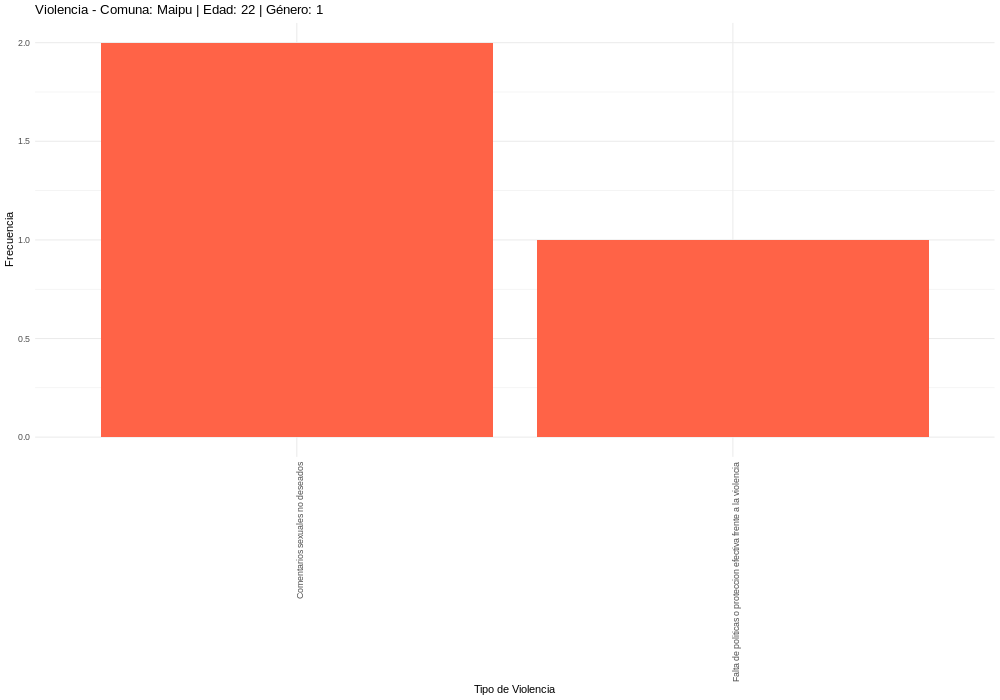 Violencia - Comuna: Maipu | Edad: 22 | Género: 1
Frecuencia
2.0
1.5
1.0
0.5
0.0
Comentarios sexuales no deseados
Falta de politicas o proteccion efectiva frente a la violencia
Tipo de Violencia